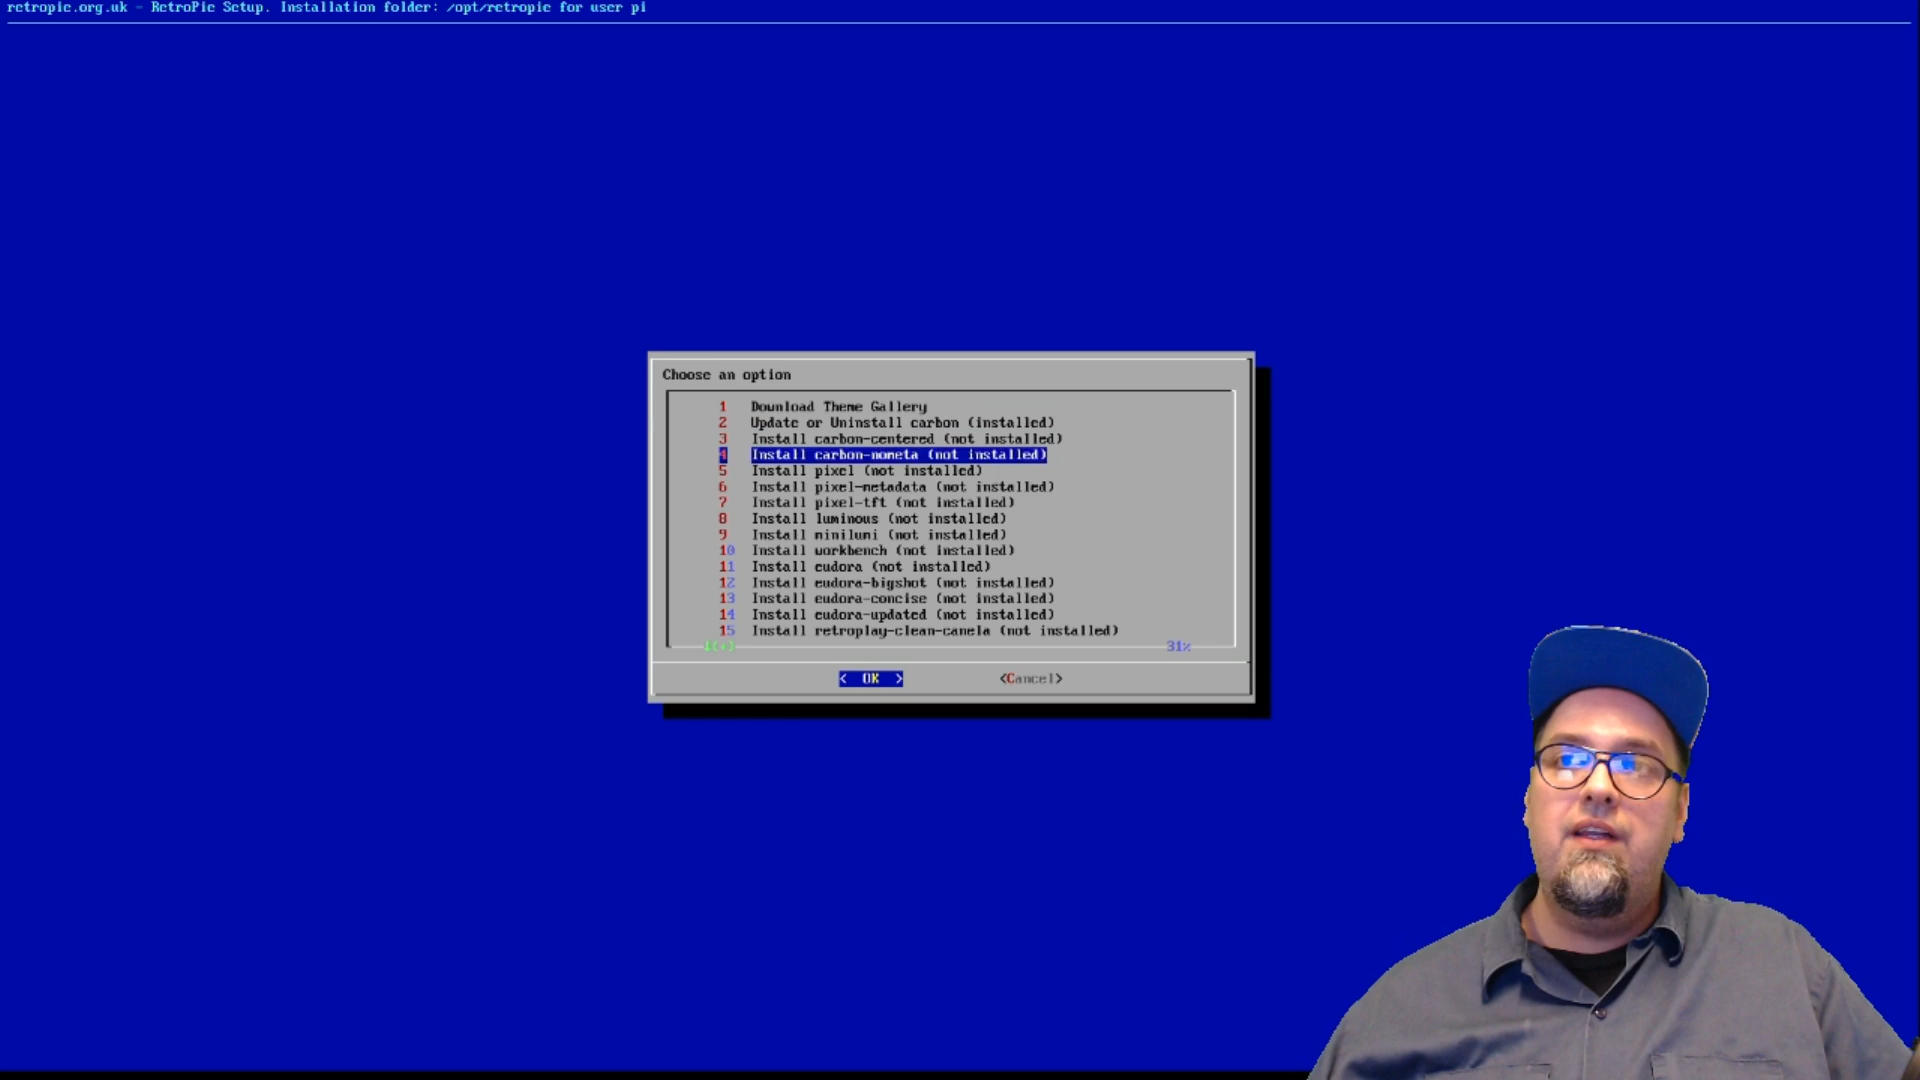 retropie.org.uk - RetroPie Setup. Installation folder: /opt/retropie for user pi
Choose an option
1 Download Theme Gallery
2 Update or Uninstall carbon (installed)
3 Install carbon-centered (not installed)
4 Install carbon-nometa (not installed)
5 Install pixel (not installed)
6 Install pixel-metadata (not installed)
7 Install pixel-tft (not installed)
8 Install luminous (not installed)
9 Install minilumi (not installed)
10 Install workbench (not installed)
11 Install eudora (not installed)
12 Install eudora-bigshot (not installed)
13 Install eudora-concise (not installed)
14 Install eudora-updated (not installed)
15 Install retroplay-clean-canela (not installed)
↓(+) 31%
< OK > <Cancel>